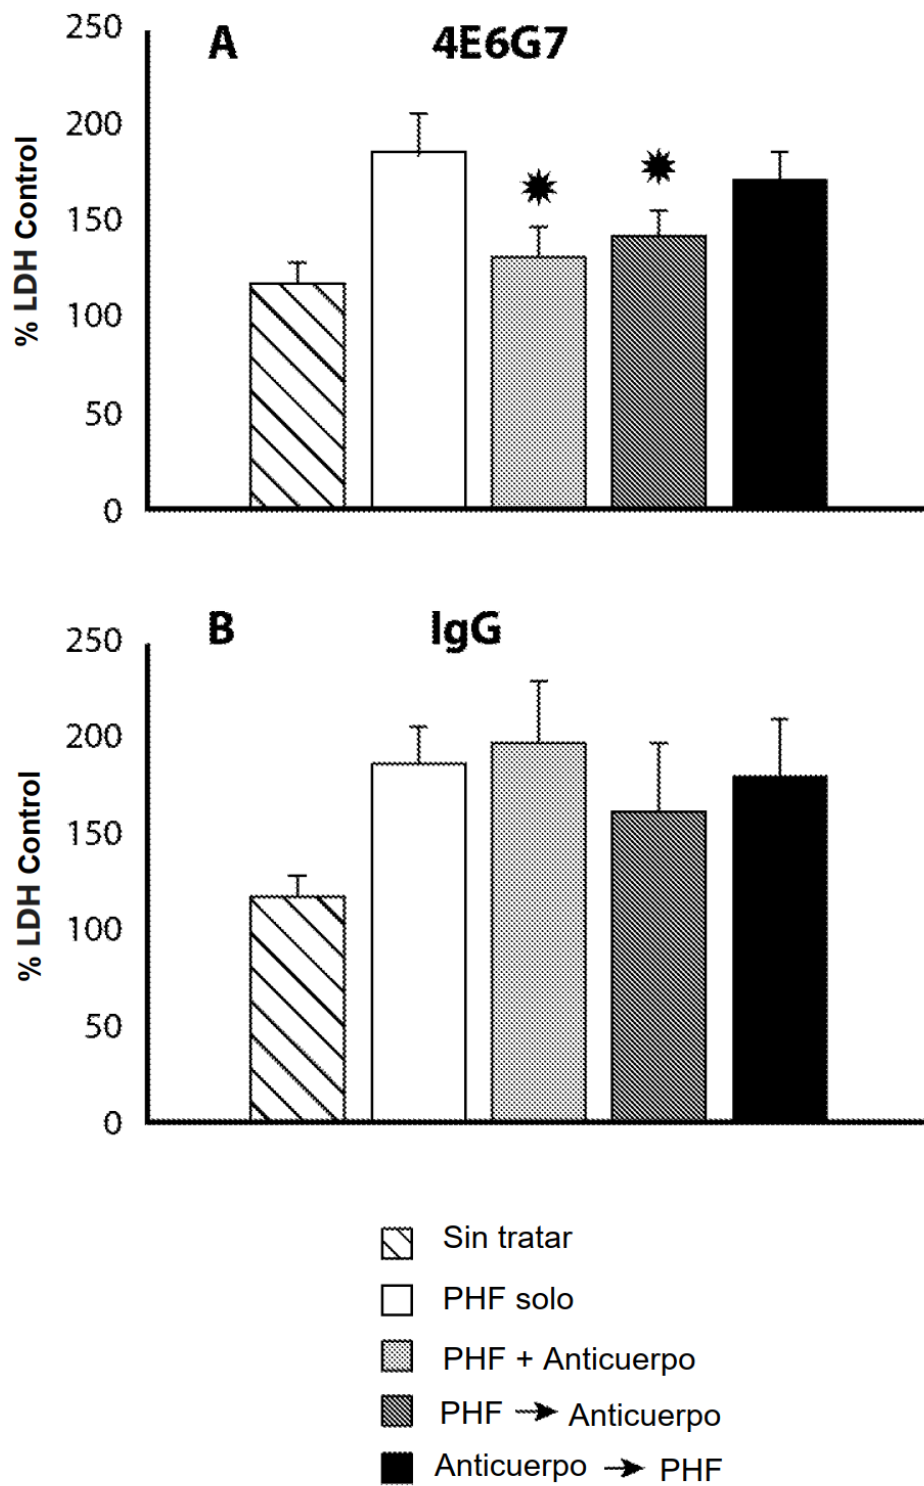 A 4E6G7
% LDH Control
250
200
150
100
50
0
B IgG
% LDH Control
250
200
150
100
50
0
Sin tratar
PHF solo
PHF + Anticuerpo
PHF → Anticuerpo
Anticuerpo → PHF